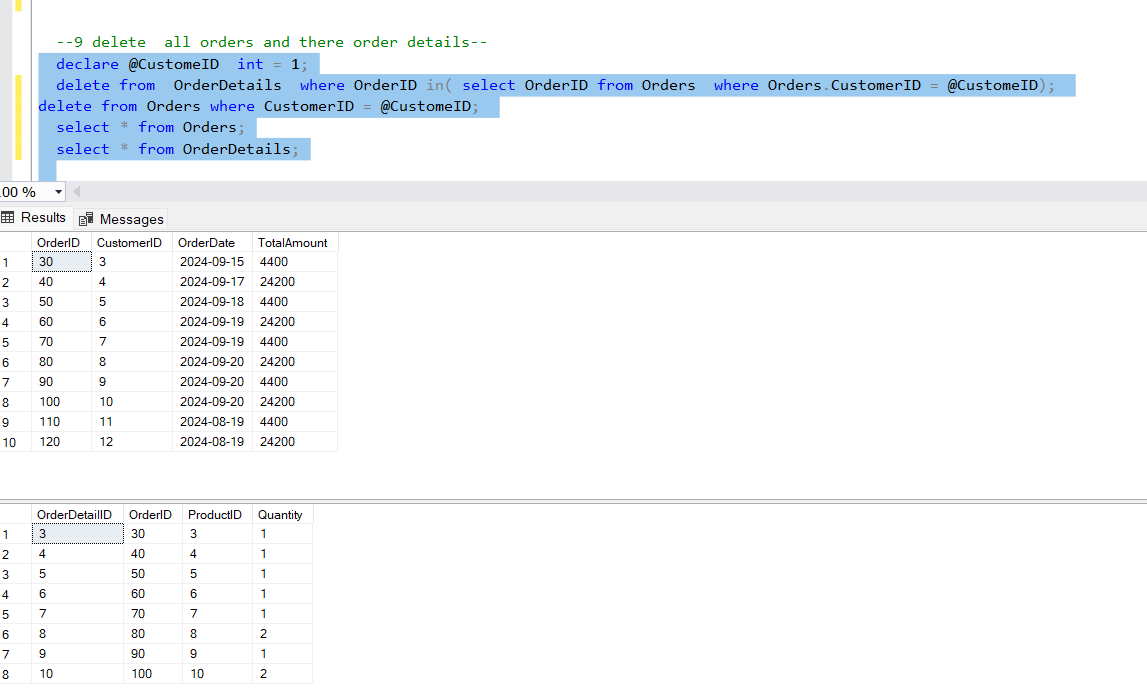 --9 delete  all orders and there order details--
declare @CustomeID  int = 1;
delete from  OrderDetails  where OrderID in( select OrderID from Orders  where Orders.CustomerID = @CustomeID);
delete from Orders where CustomerID = @CustomeID;
select * from Orders;
select * from OrderDetails;
00 %
Results Messages
OrderID CustomerID OrderDate TotalAmount
1 30 3 2024-09-15 4400
2 40 4 2024-09-17 24200
3 50 5 2024-09-18 4400
4 60 6 2024-09-19 24200
5 70 7 2024-09-19 4400
6 80 8 2024-09-20 24200
7 90 9 2024-09-20 4400
8 100 10 2024-09-20 24200
9 110 11 2024-08-19 4400
10 120 12 2024-08-19 24200
OrderDetailID OrderID ProductID Quantity
1 3 30 3 1
2 4 40 4 1
3 5 50 5 1
4 6 60 6 1
5 7 70 7 1
6 8 80 8 2
7 9 90 9 1
8 10 100 10 2